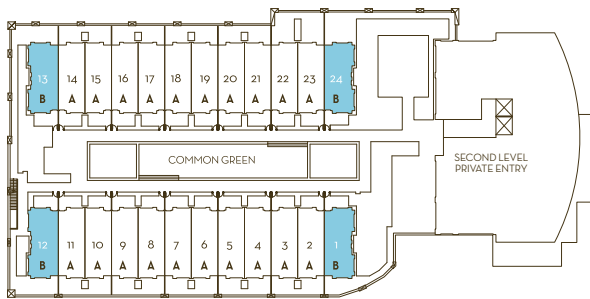 13 14 15 16 17 18 19 20 21 22 23 24
B A A A A A A A A A A B
COMMON GREEN
SECOND LEVEL
PRIVATE ENTRY
12 11 10 9 8 7 6 5 4 3 2 1
B A A A A A A A A A A B